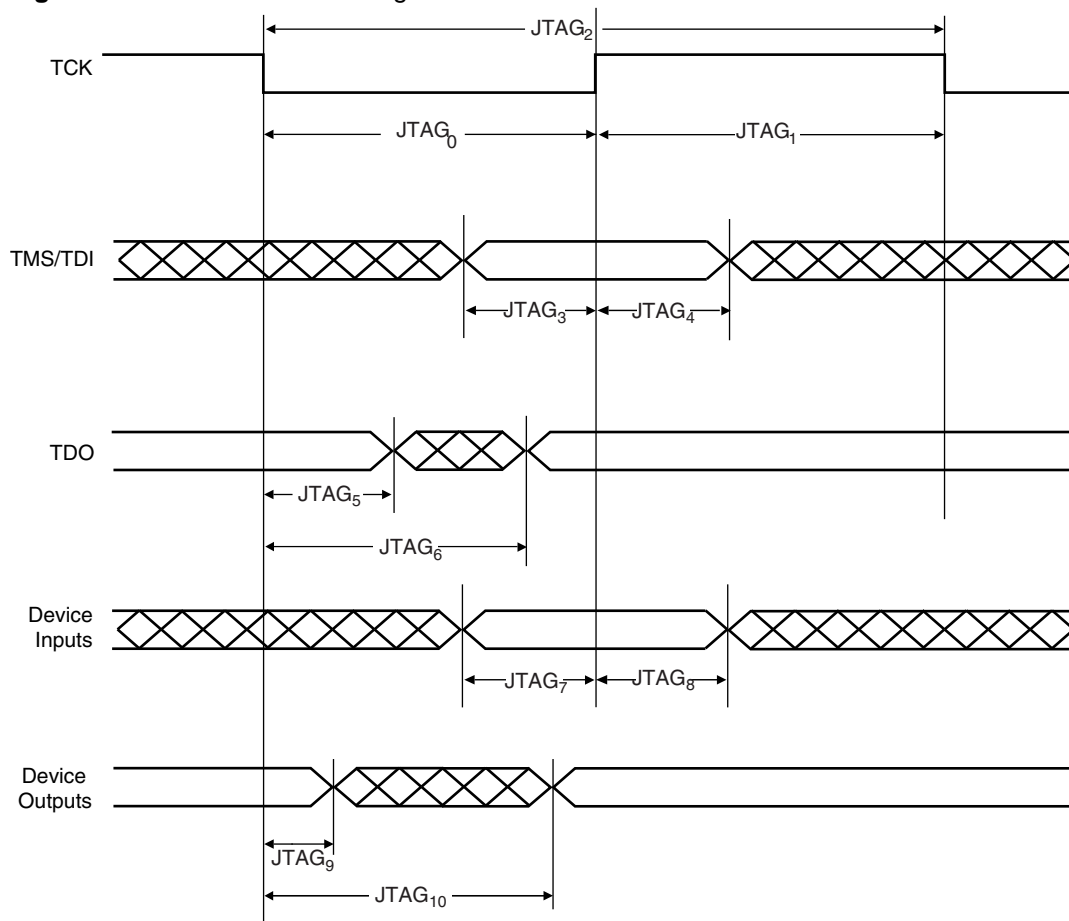 JTAG₂
TCK
JTAG₀
JTAG₁
TMS/TDI
JTAG₃
JTAG₄
TDO
JTAG₅
JTAG₆
Device
Inputs
JTAG₇
JTAG₈
Device
Outputs
JTAG₉
JTAG₁₀